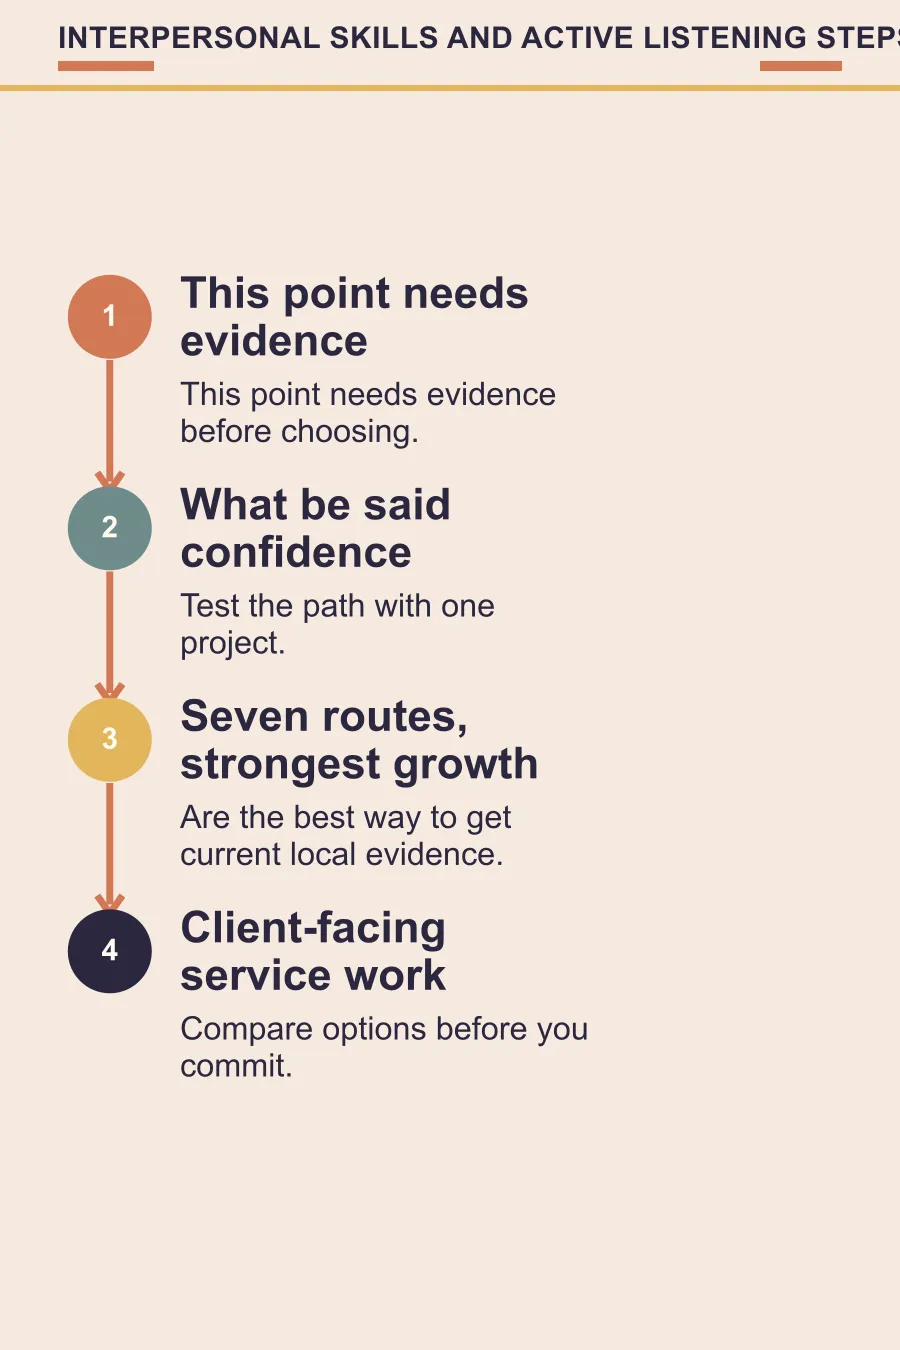 INTERPERSONAL SKILLS AND ACTIVE LISTENING STEPS
1
This point needs
evidence
This point needs evidence
before choosing.
2
What be said
confidence
Test the path with one
project.
3
Seven routes,
strongest growth
Are the best way to get
current local evidence.
4
Client-facing
service work
Compare options before you
commit.